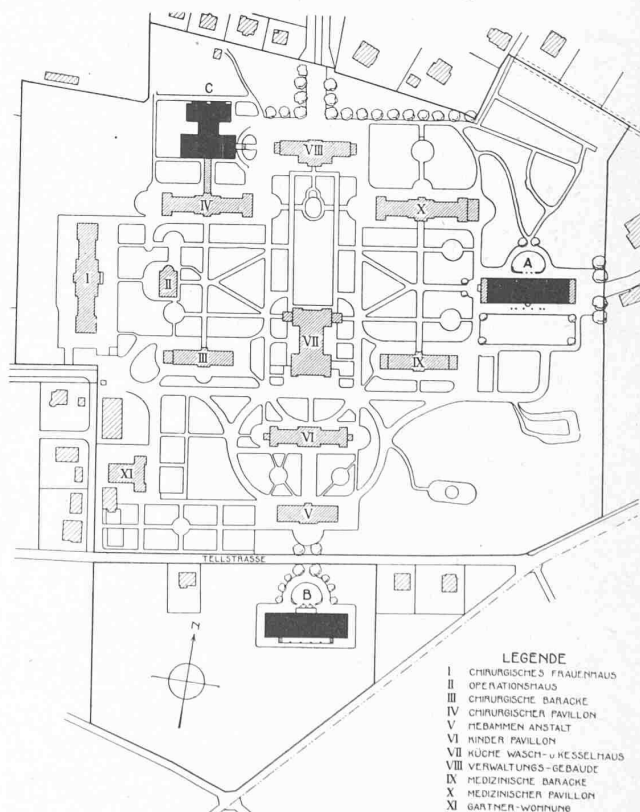 C
VIII
IV
X
A
I
II
III
VII
IX
VI
XI
V
TELLSTRASSE
B
N
LEGENDE
I CHIRURGISCHES FRAUENHAUS
II OPERATIONSHAUS
III CHIRURGISCHE BARACKE
IV CHIRURGISCHER PAVILLON
V HEBAMMEN ANSTALT
VI KINDER PAVILLON
VII KÜCHE WASCH- u KESSELHAUS
VIII VERWALTUNGS-GEBÄUDE
IX MEDIZINISCHE BARACKE
X MEDIZINISCHER PAVILLON
XI GÄRTNER-WOHNUNG